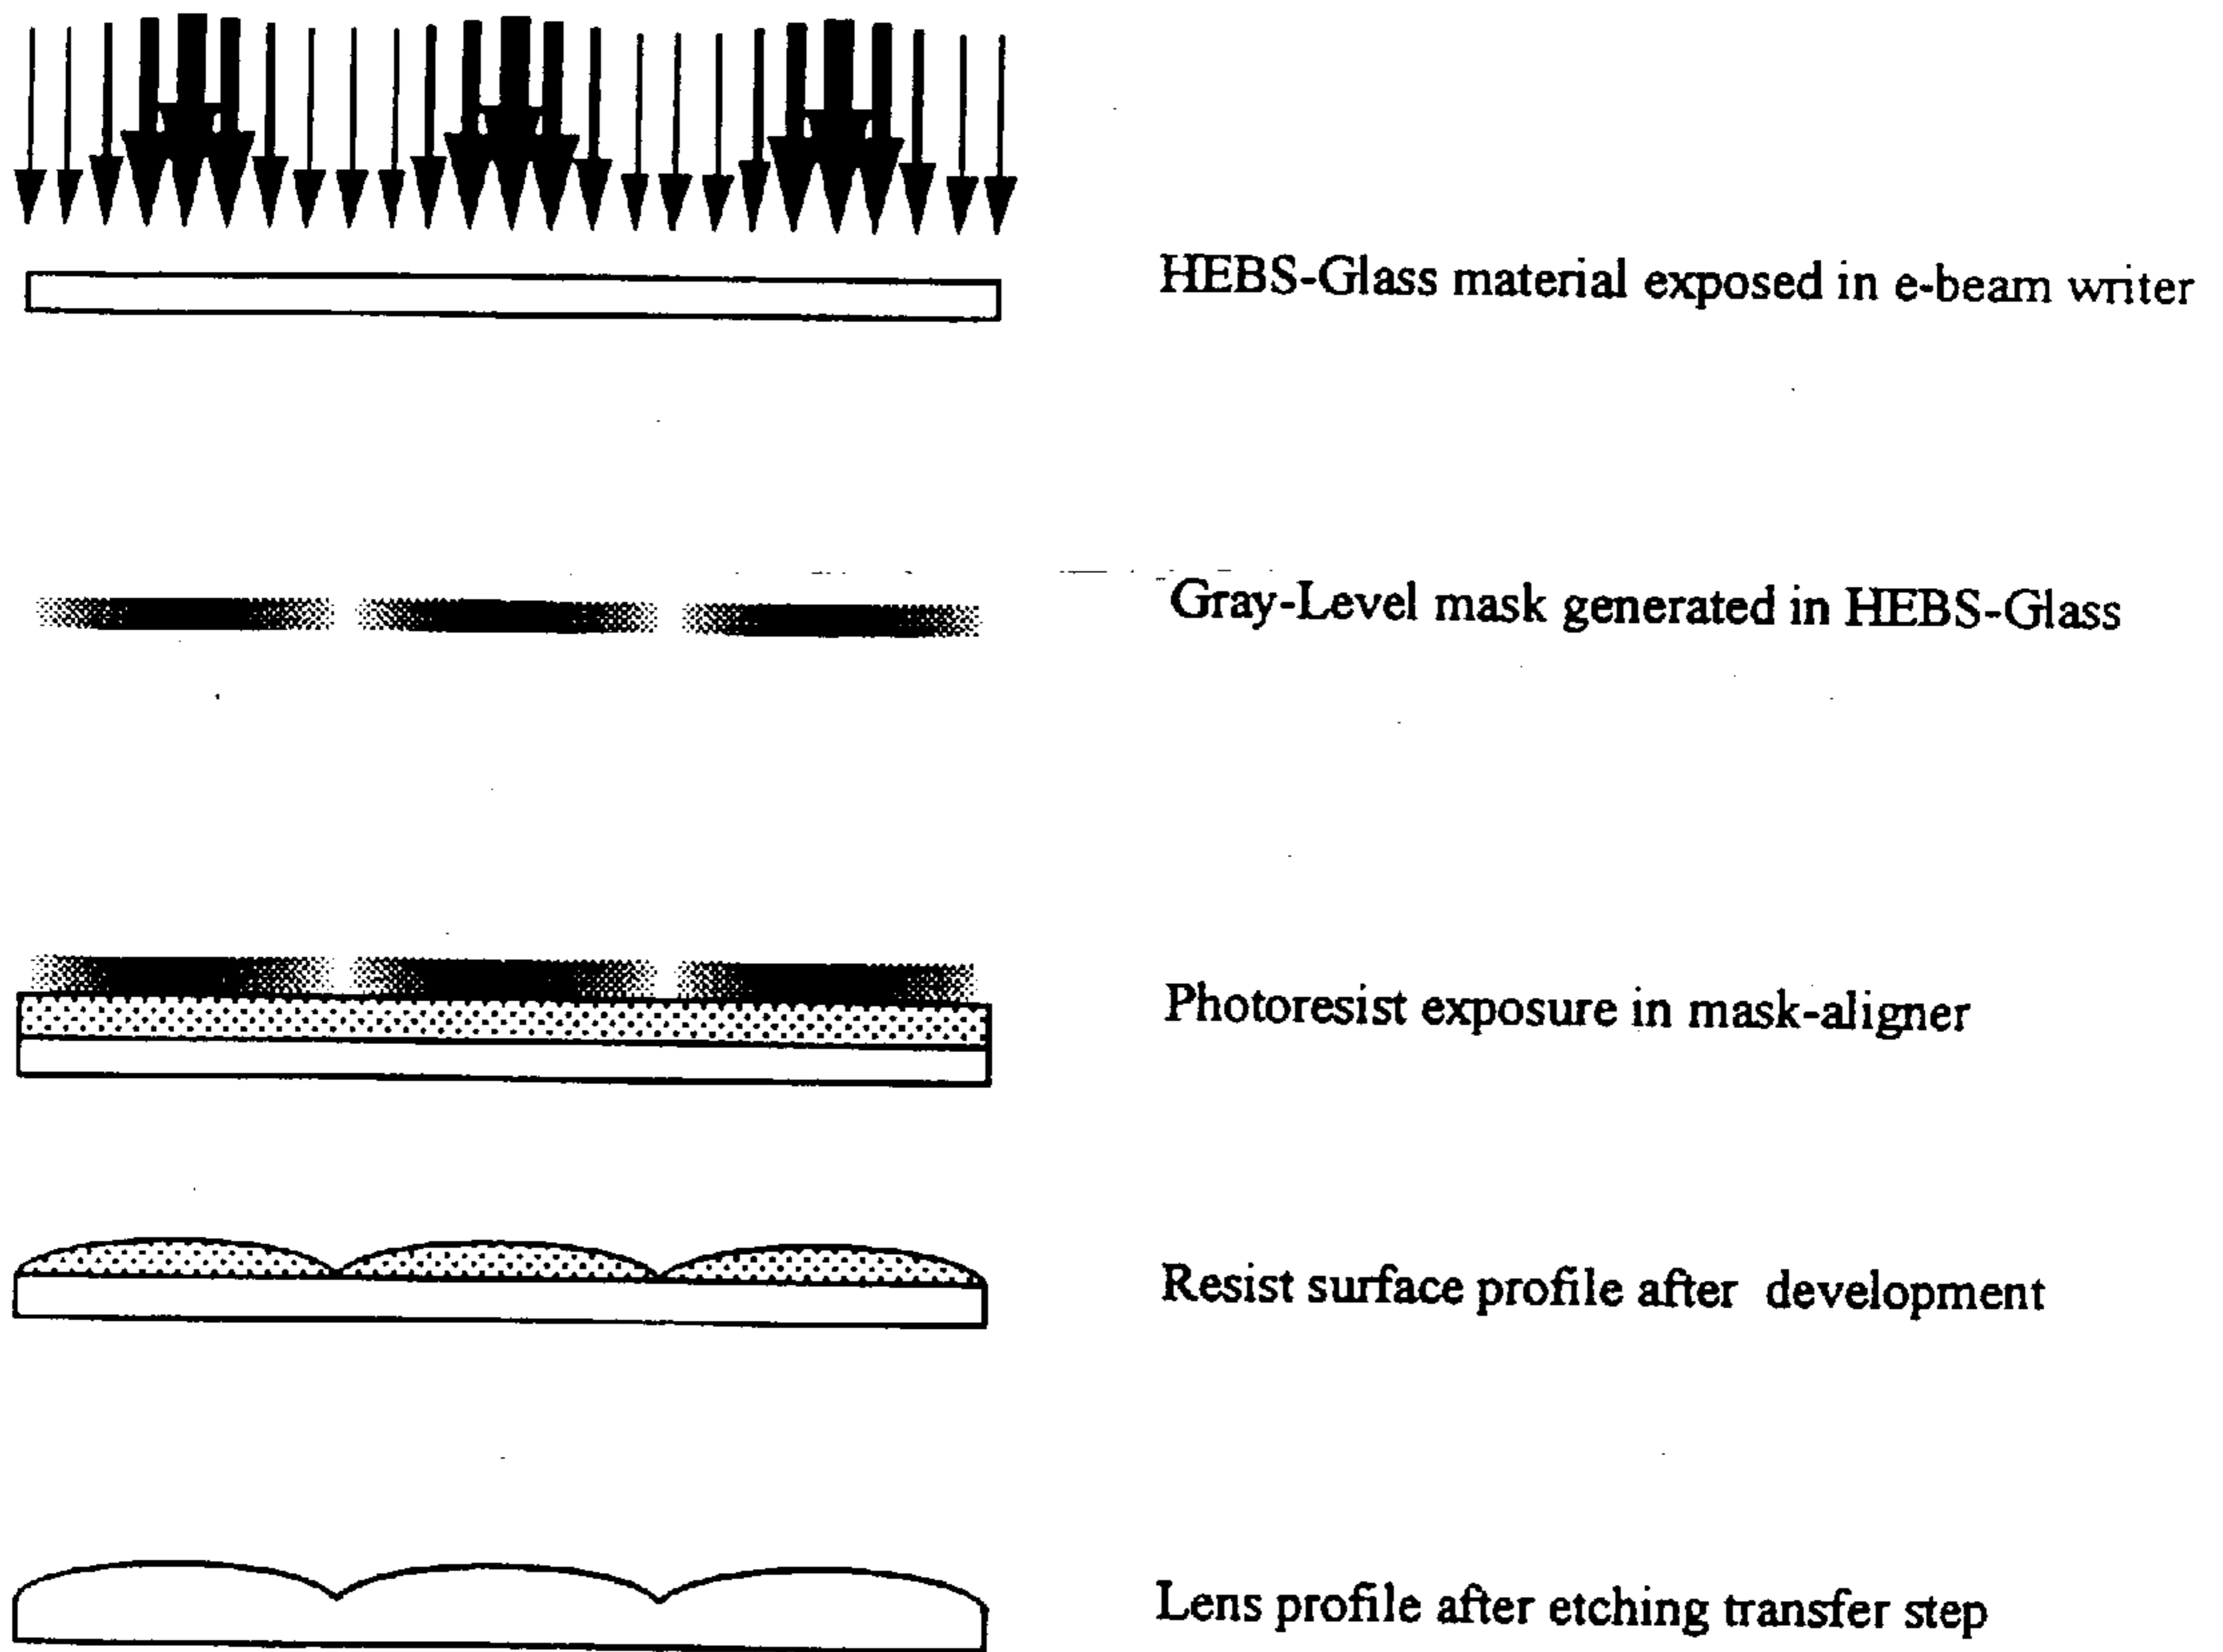 HEBS-Glass material exposed in e-beam writer
Gray-Level mask generated in HEBS-Glass
Photoresist exposure in mask-aligner
Resist surface profile after development
Lens profile after etching transfer step